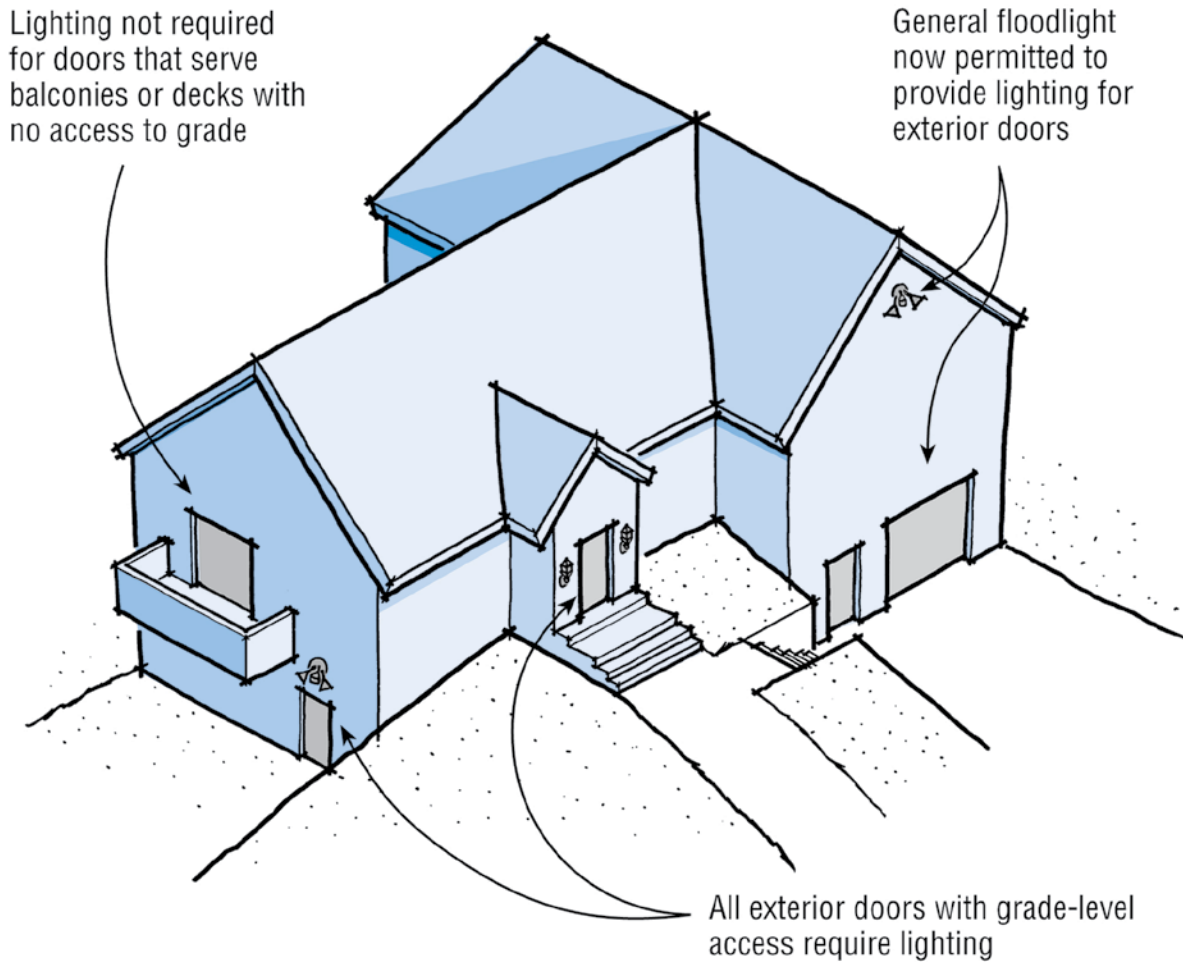 Lighting not required
for doors that serve
balconies or decks with
no access to grade
General floodlight
now permitted to
provide lighting for
exterior doors
All exterior doors with grade-level
access require lighting